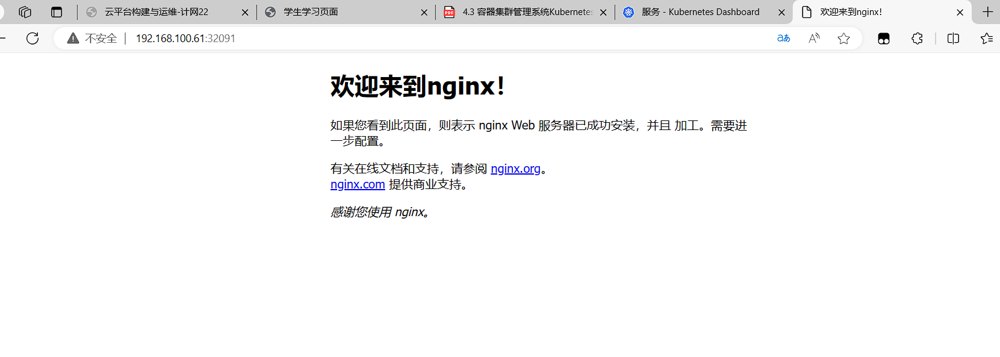 云平台构建与运维-计网22
学生学习页面
4.3 容器集群管理系统Kubernetes
服务 - Kubernetes Dashboard
欢迎来到nginx!
不安全
192.168.100.61:32091
欢迎来到nginx!
如果您看到此页面，则表示 nginx Web 服务器已成功安装，并且 加工。需要进
一步配置。
有关在线文档和支持，请参阅 nginx.org。
nginx.com 提供商业支持。
感谢您使用 nginx。